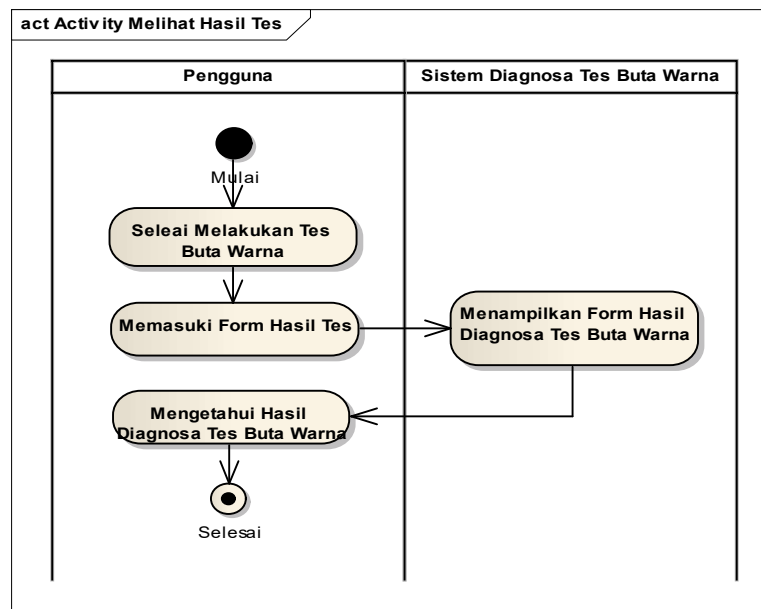 act Activity Melihat Hasil Tes
Pengguna
Sistem Diagnosa Tes Buta Warna
Mulai
Seleai Melakukan Tes
Buta Warna
Memasuki Form Hasil Tes
Menampilkan Form Hasil
Diagnosa Tes Buta Warna
Mengetahui Hasil
Diagnosa Tes Buta Warna
Selesai